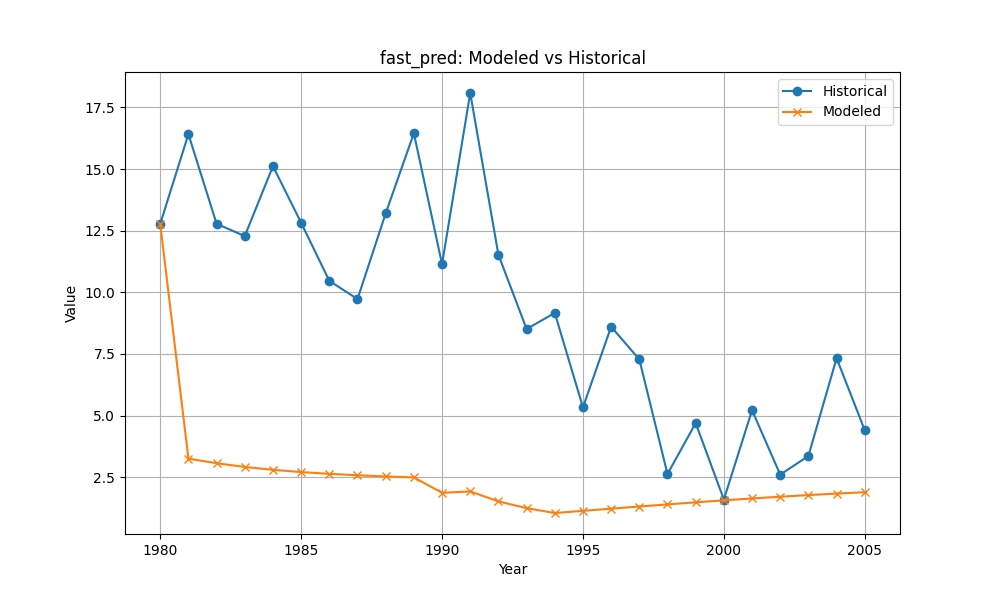 fast_pred: Modeled vs Historical
Historical
Modeled
17.5
15.0
12.5
10.0
7.5
5.0
2.5
Value
1980 1985 1990 1995 2000 2005
Year